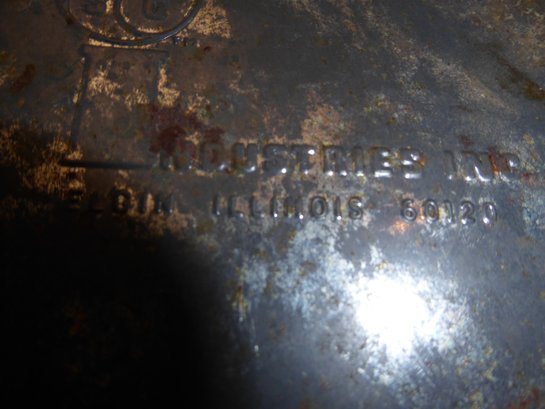 INDUSTRIES INC.
ELGIN, ILLINOIS 60120